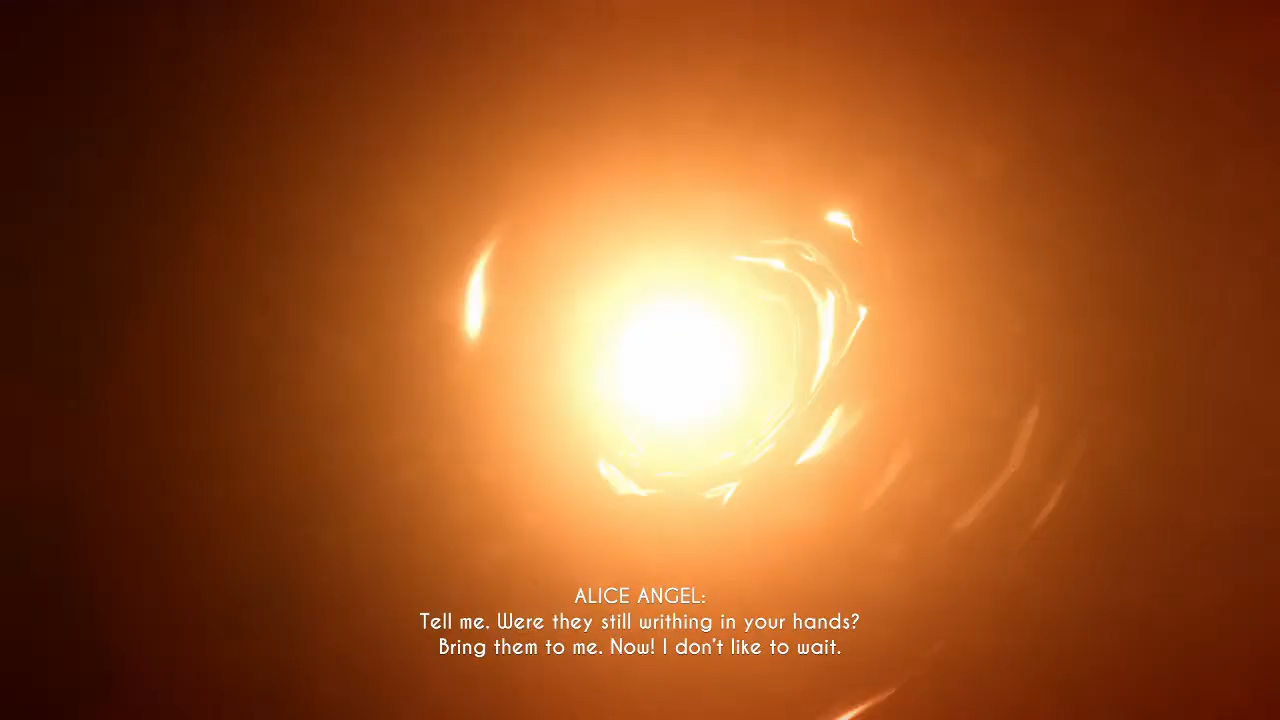 ALICE ANGEL:
Tell me. Were they still writhing in your hands?
Bring them to me. Now! I don't like to wait.